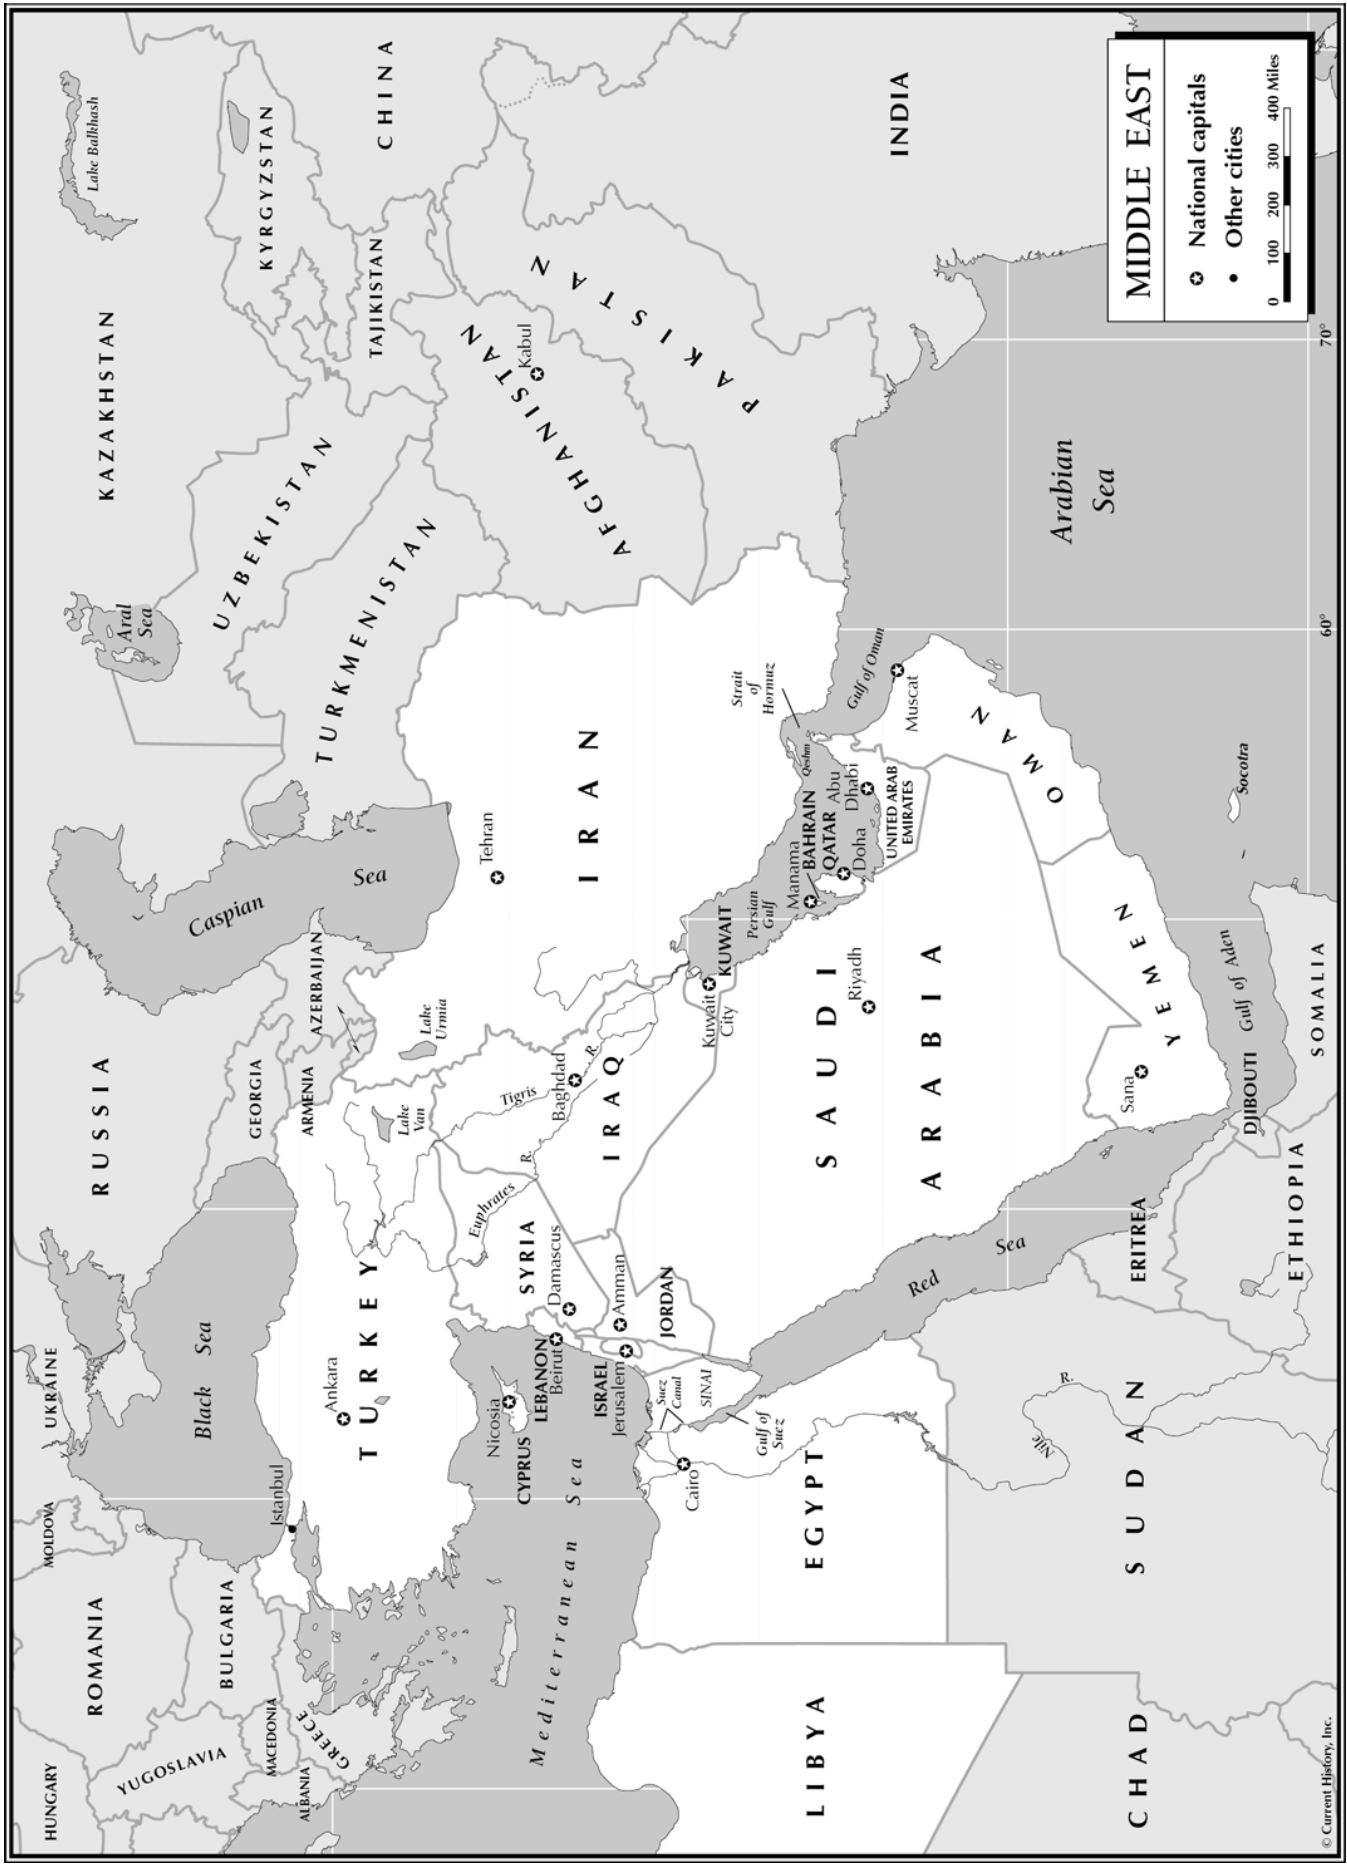 MIDDLE EAST
National capitals
Other cities
0 100 200 300 400 Miles
HUNGARY
ROMANIA
MOLDOVA
UKRAINE
RUSSIA
KAZAKHSTAN
Lake Balkhash
YUGOSLAVIA
BULGARIA
Black Sea
GEORGIA
Caspian
Sea
Aral
Sea
UZBEKISTAN
KYRGYZSTAN
CHINA
MACEDONIA
ALBANIA
GREECE
Istanbul
Ankara
TURKEY
ARMENIA
AZERBAIJAN
Lake
Van
Lake
Urmia
TURKMENISTAN
TAJIKISTAN
Mediterranean Sea
CYPRUS
Nicosia
LEBANON
Beirut
SYRIA
Damascus
Euphrates
R.
Tigris
R.
Baghdad
IRAQ
Tehran
IRAN
AFGHANISTAN
Kabul
PAKISTAN
INDIA
ISRAEL
Jerusalem
Amman
JORDAN
Suez
Canal
SINAI
Gulf of
Suez
Cairo
Kuwait
City
KUWAIT
Persian
Gulf
Manama
BAHRAIN
QATAR
Doha
Abu
Dhabi
UNITED ARAB
EMIRATES
Qeshm
Strait
of
Hormuz
Gulf of Oman
Muscat
OMAN
LIBYA
EGYPT
SAUDI
ARABIA
Riyadh
Red
Sea
Arabian
Sea
CHAD
SUDAN
Nile
R.
ERITREA
Sana
YEMEN
Socotra
ETHIOPIA
DJIBOUTI
Gulf of Aden
SOMALIA
60°
70°
© Current History, Inc.